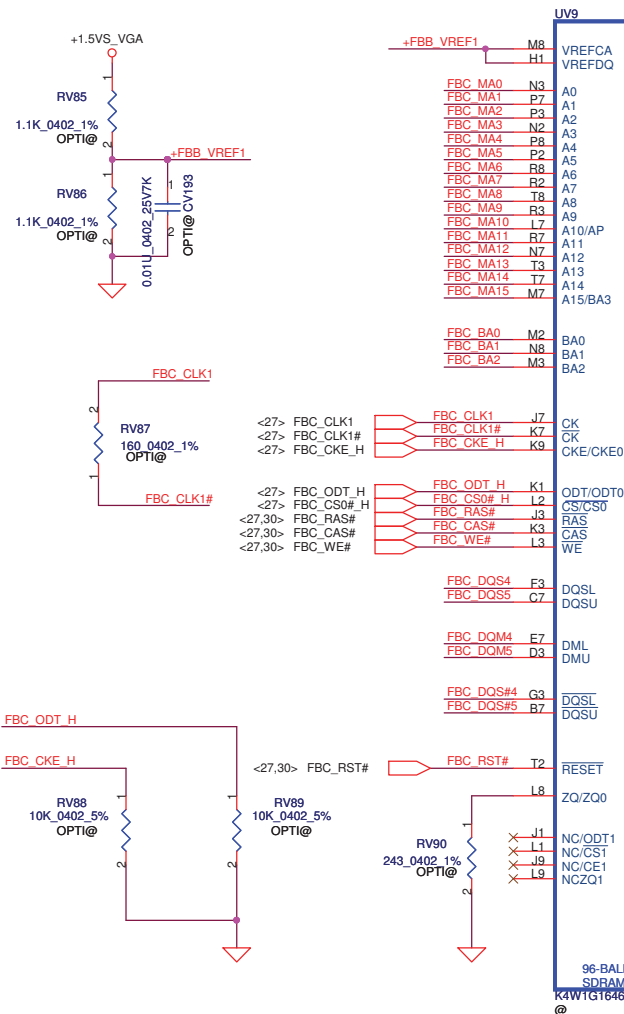 UV9
+1.5VS_VGA
+FBB_VREF1 M8 VREFCA
H1 VREFDQ
1
RV85
1.1K_0402_1%
OPTI@
2
+FBB_VREF1
1
RV86
1.1K_0402_1%
OPTI@
2
1
0.01U_0402_25V7K
OPTI@ CV193
2
FBC_MA0 N3 A0
FBC_MA1 P7 A1
FBC_MA2 P3 A2
FBC_MA3 N2 A3
FBC_MA4 P8 A4
FBC_MA5 P2 A5
FBC_MA6 R8 A6
FBC_MA7 R2 A7
FBC_MA8 T8 A8
FBC_MA9 R3 A9
FBC_MA10 L7 A10/AP
FBC_MA11 R7 A11
FBC_MA12 N7 A12
FBC_MA13 T3 A13
FBC_MA14 T7 A14
FBC_MA15 M7 A15/BA3
FBC_BA0 M2 BA0
FBC_BA1 N8 BA1
FBC_BA2 M3 BA2
FBC_CLK1
2
RV87
160_0402_1%
OPTI@
1
FBC_CLK1#
<27> FBC_CLK1 FBC_CLK1 J7 CK
<27> FBC_CLK1# FBC_CLK1# K7 CK
<27> FBC_CKE_H FBC_CKE_H K9 CKE/CKE0
<27> FBC_ODT_H FBC_ODT_H K1 ODT/ODT0
<27> FBC_CS0#_H FBC_CS0#_H L2 CS/CS0
<27,30> FBC_RAS# FBC_RAS# J3 RAS
<27,30> FBC_CAS# FBC_CAS# K3 CAS
<27,30> FBC_WE# FBC_WE# L3 WE
FBC_DQS4 F3 DQSL
FBC_DQS5 C7 DQSU
FBC_DQM4 E7 DML
FBC_DQM5 D3 DMU
FBC_DQS#4 G3 DQSL
FBC_DQS#5 B7 DQSU
FBC_ODT_H
FBC_CKE_H
<27,30> FBC_RST# FBC_RST# T2 RESET
L8 ZQ/ZQ0
1
RV88
10K_0402_5%
OPTI@
2
1
RV89
10K_0402_5%
OPTI@
2
1
RV90
243_0402_1%
OPTI@
2
J1 NC/ODT1
L1 NC/CS1
J9 NC/CE1
L9 NCZQ1
96-BAL
SDRAM
K4W1G1646
@